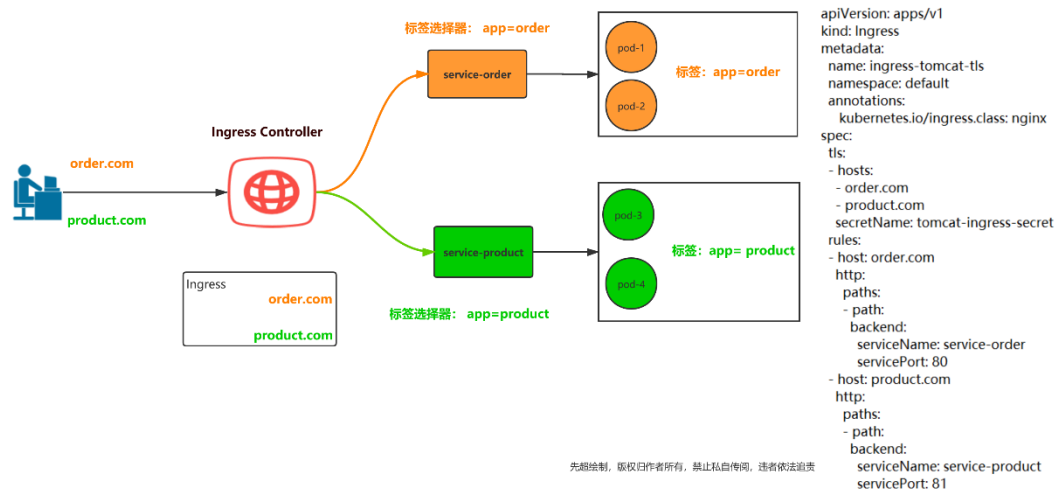 标签选择器： app=order
service-order
pod-1
标签：app=order
pod-2
Ingress Controller
order.com
product.com
service-product
pod-3
标签：app= product
pod-4
标签选择器： app=product
Ingress
order.com
product.com
先超绘制，版权归作者所有，禁止私自传阅，违者依法追责
apiVersion: apps/v1
kind: Ingress
metadata:
  name: ingress-tomcat-tls
  namespace: default
  annotations:
    kubernetes.io/ingress.class: nginx
spec:
  tls:
  - hosts:
    - order.com
    - product.com
    secretName: tomcat-ingress-secret
  rules:
  - host: order.com
    http:
      paths:
      - path:
        backend:
          serviceName: service-order
          servicePort: 80
  - host: product.com
    http:
      paths:
      - path:
        backend:
          serviceName: service-product
          servicePort: 81